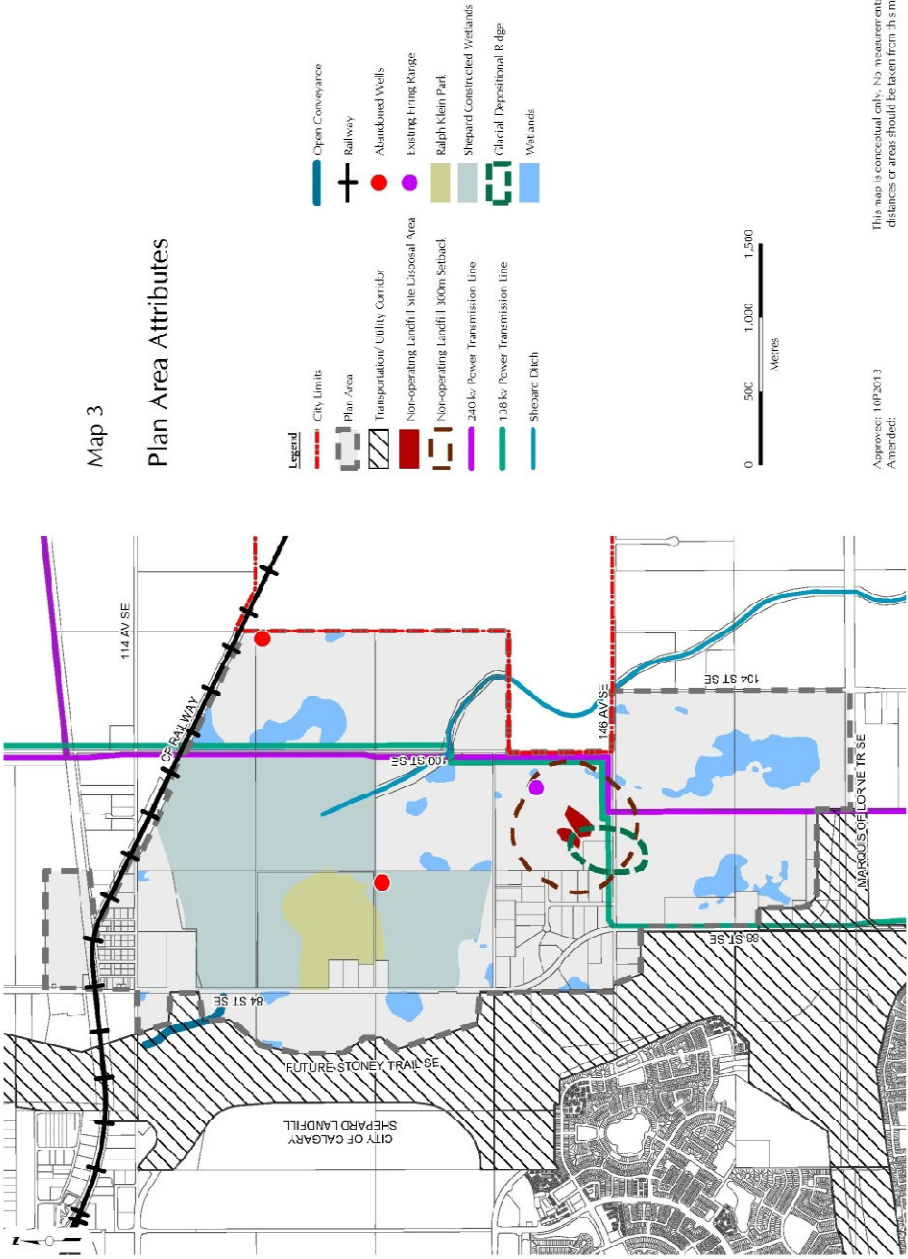 Map 3
Plan Area Attributes
Legend
City Limits
Plan Area
Transportation/ Utility Corridor
Non-operating Landfill Site Disposal Area
Non-operating Landfill 300m Setback
240 kv Power Transmission Line
138 kv Power Transmission Line
Shepard Ditch
Open Conveyance
Railway
Abandoned Wells
Existing Firing Range
Ralph Klein Park
Shepard Constructed Wetlands
Glacial Depositional Ridge
Wetlands
0 500 1,000 1,500
Metres
Approved: 10P2013
Amended:
This map is conceptual only. No measurements
distances or areas should be taken from this m
114 AV SE
CP RAILWAY
100 ST SE
84 ST SE
FUTURE STONEY TRAIL SE
CITY OF CALGARY
SHEPARD LANDFILL
146 AV SE
104 ST SE
88 ST SE
MARQUIS OF LORNE TR SE